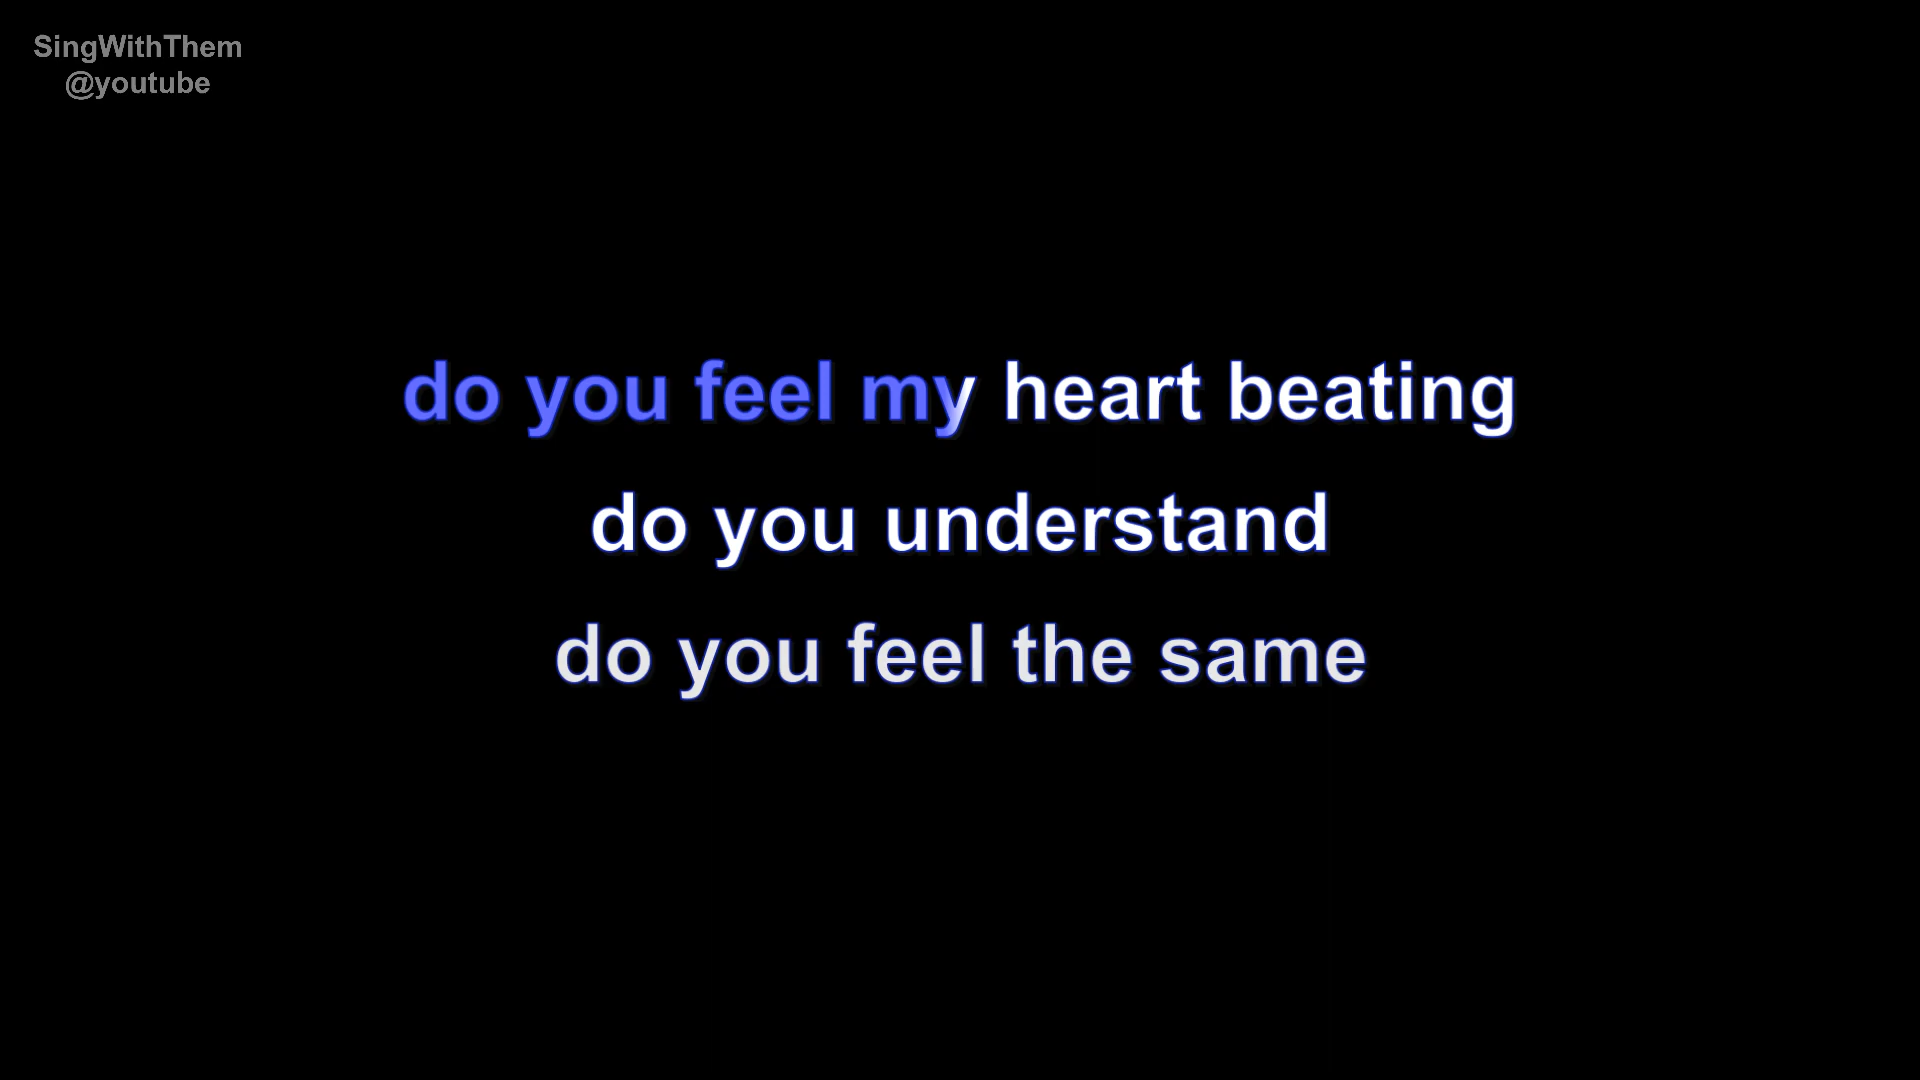 SingWithThem
@youtube
do you feel my heart beating
do you understand
do you feel the same